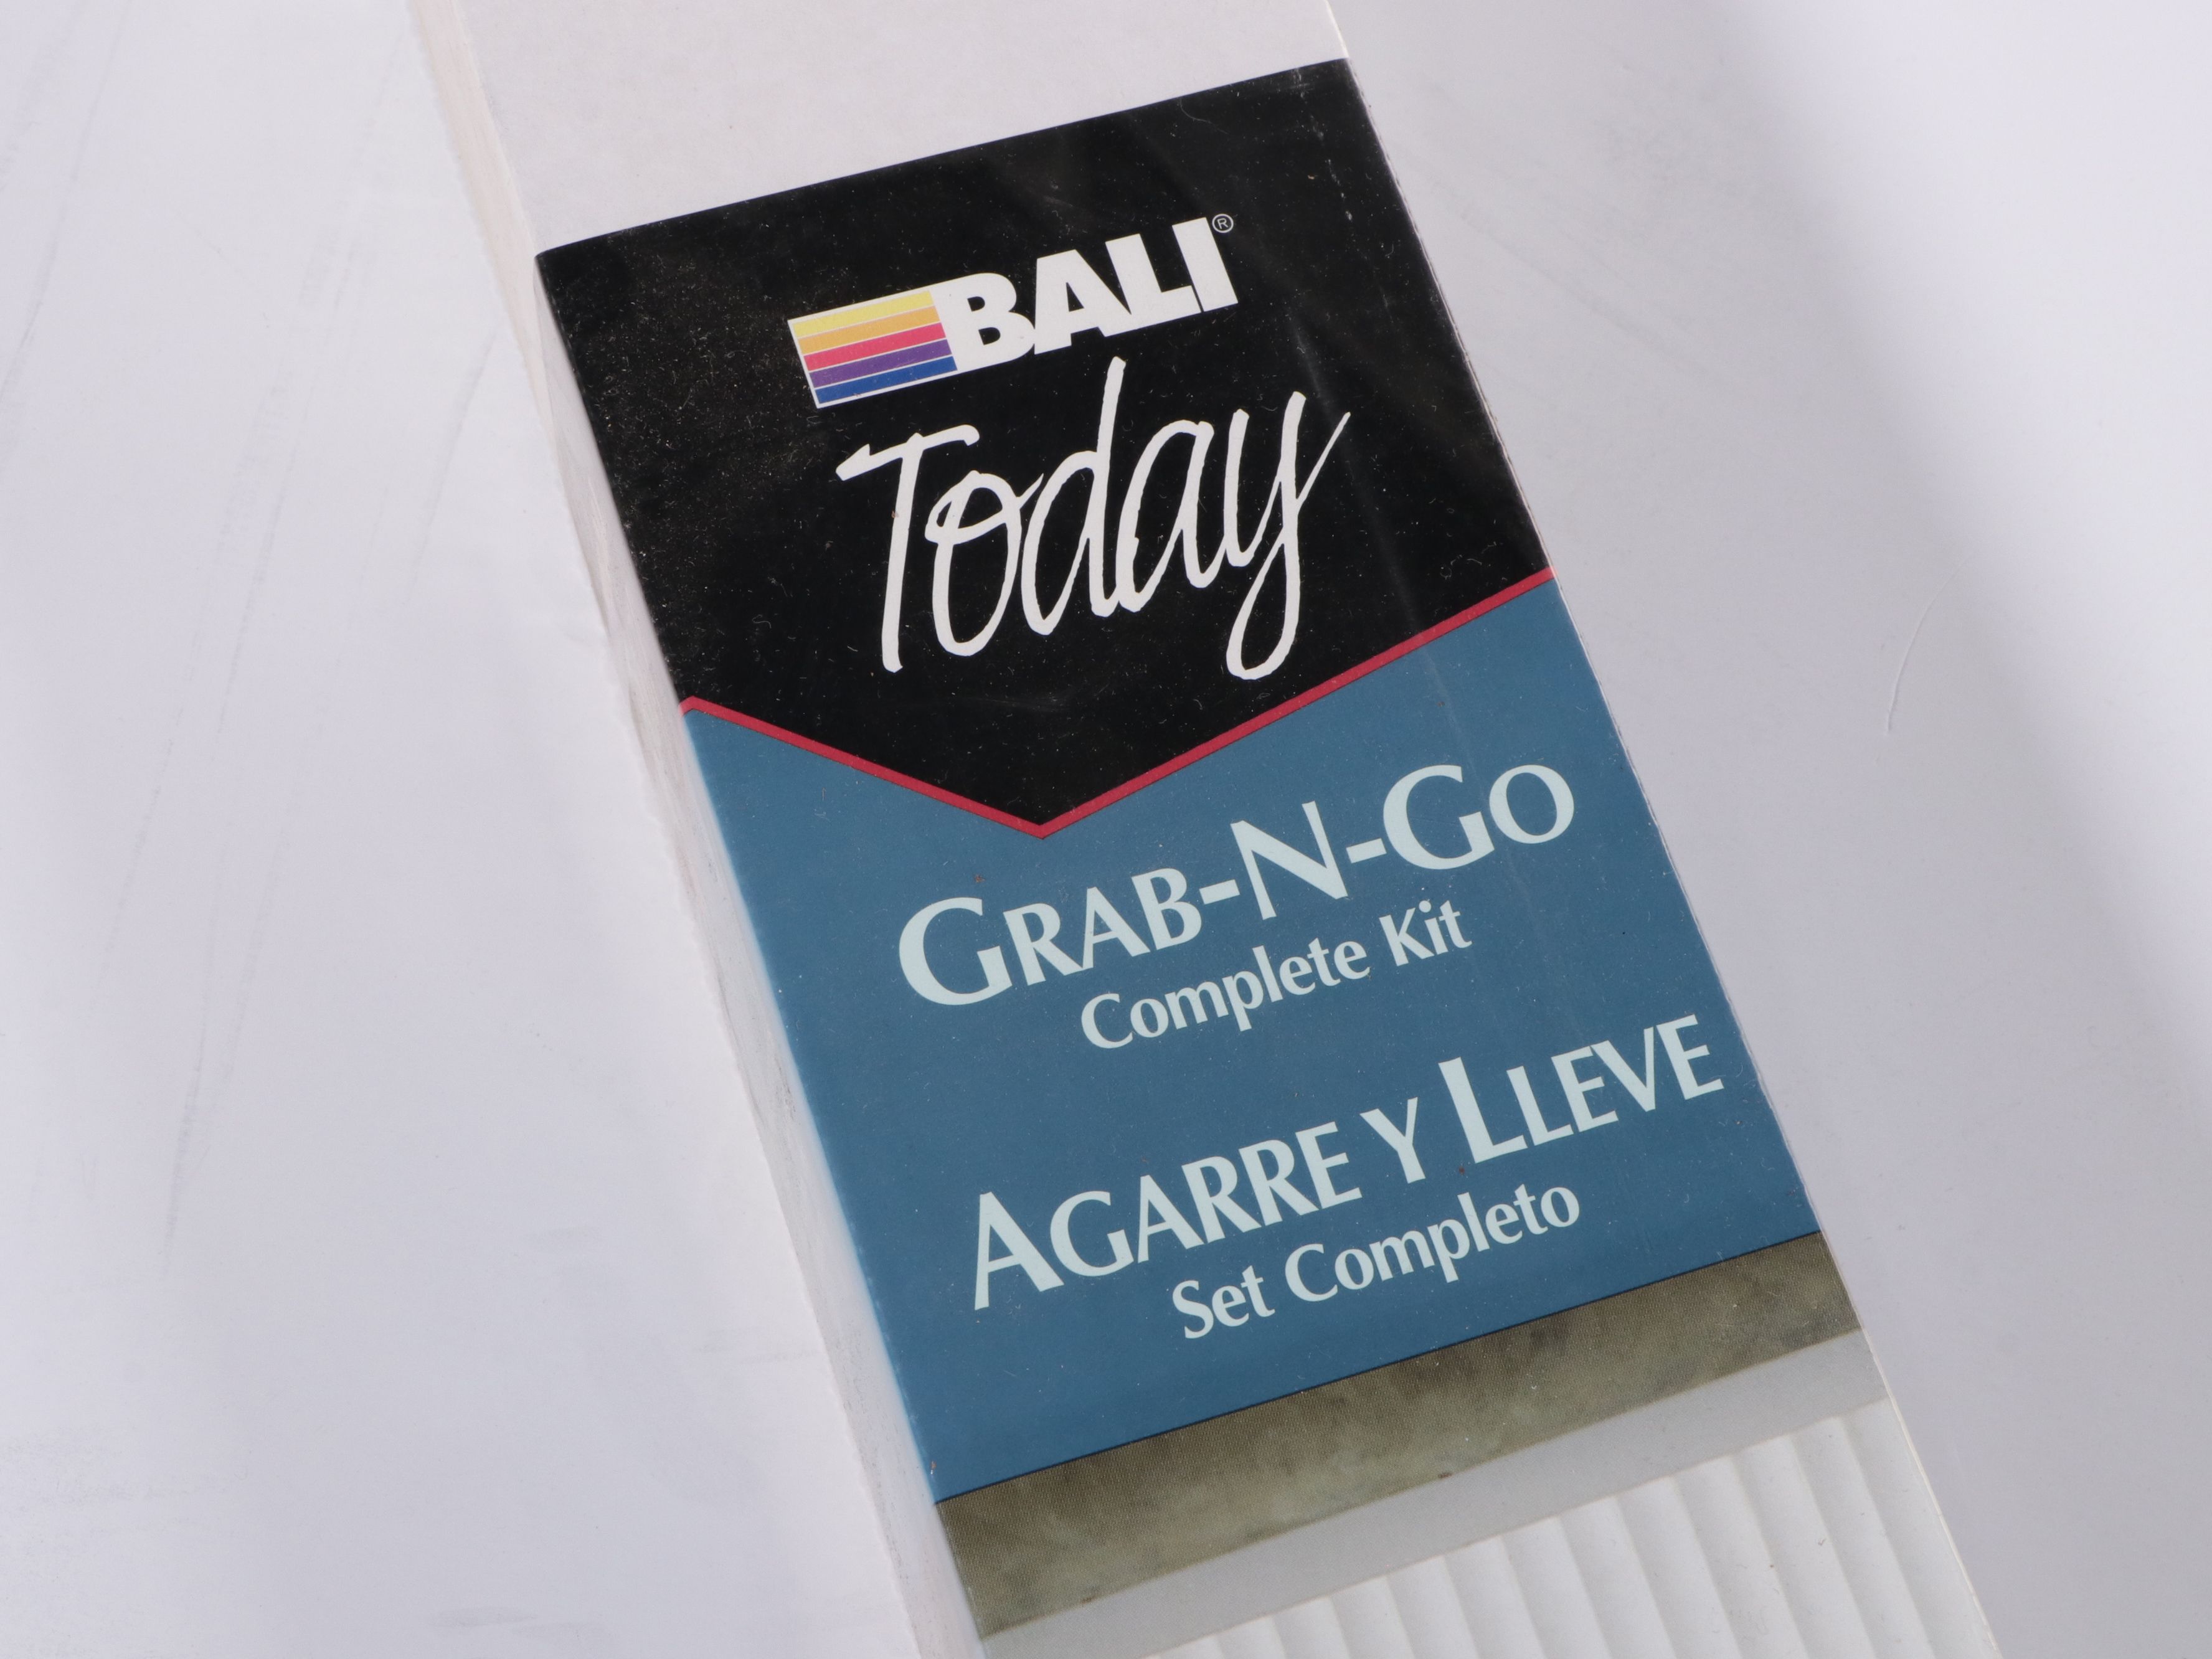 BALI®
Today
GRAB-N-GO
Complete Kit
AGARRE Y LLEVE
Set Completo